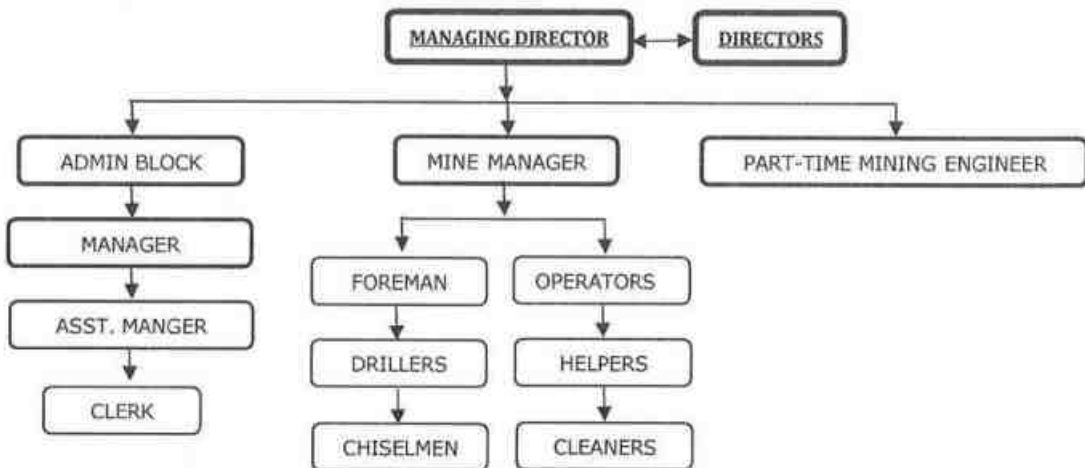 MANAGING DIRECTOR
DIRECTORS
ADMIN BLOCK
MINE MANAGER
PART-TIME MINING ENGINEER
MANAGER
FOREMAN
OPERATORS
ASST. MANGER
DRILLERS
HELPERS
CLERK
CHISELMEN
CLEANERS